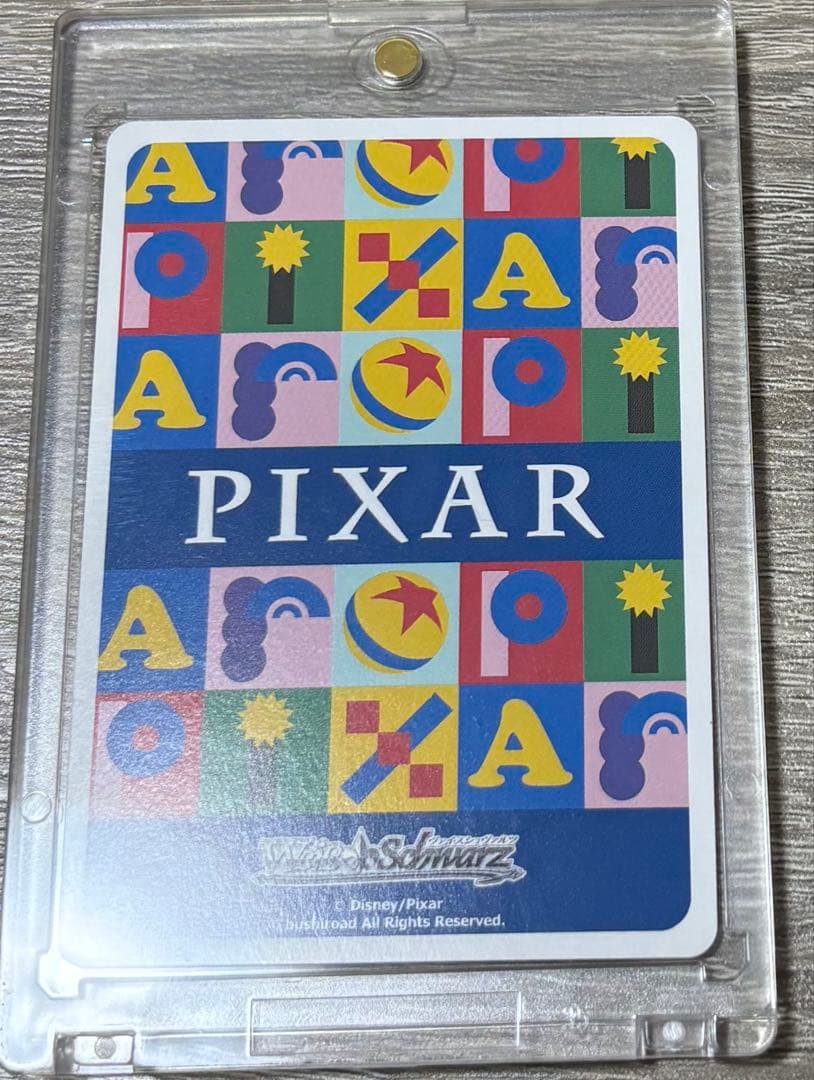 PIXAR
ヴァイスシュヴァルツ
Weiß Schwarz
© Disney/Pixar
bushiroad All Rights Reserved.